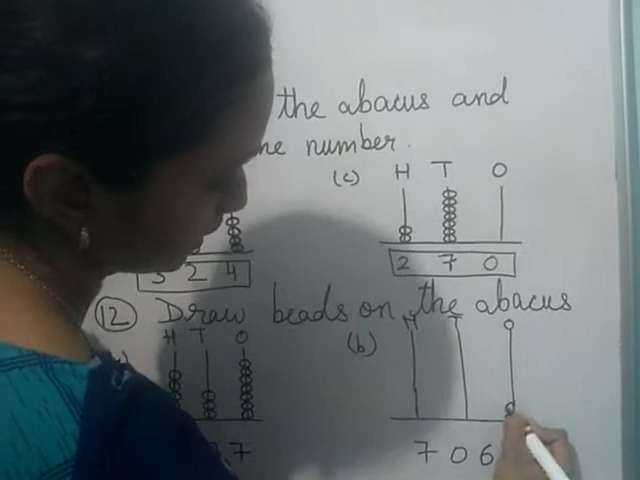 the abacus and
number.
(c) H T O
3 2 4 2 7 0
12 Draw beads on the abacus
H T O (b) H T O
7 7 0 6